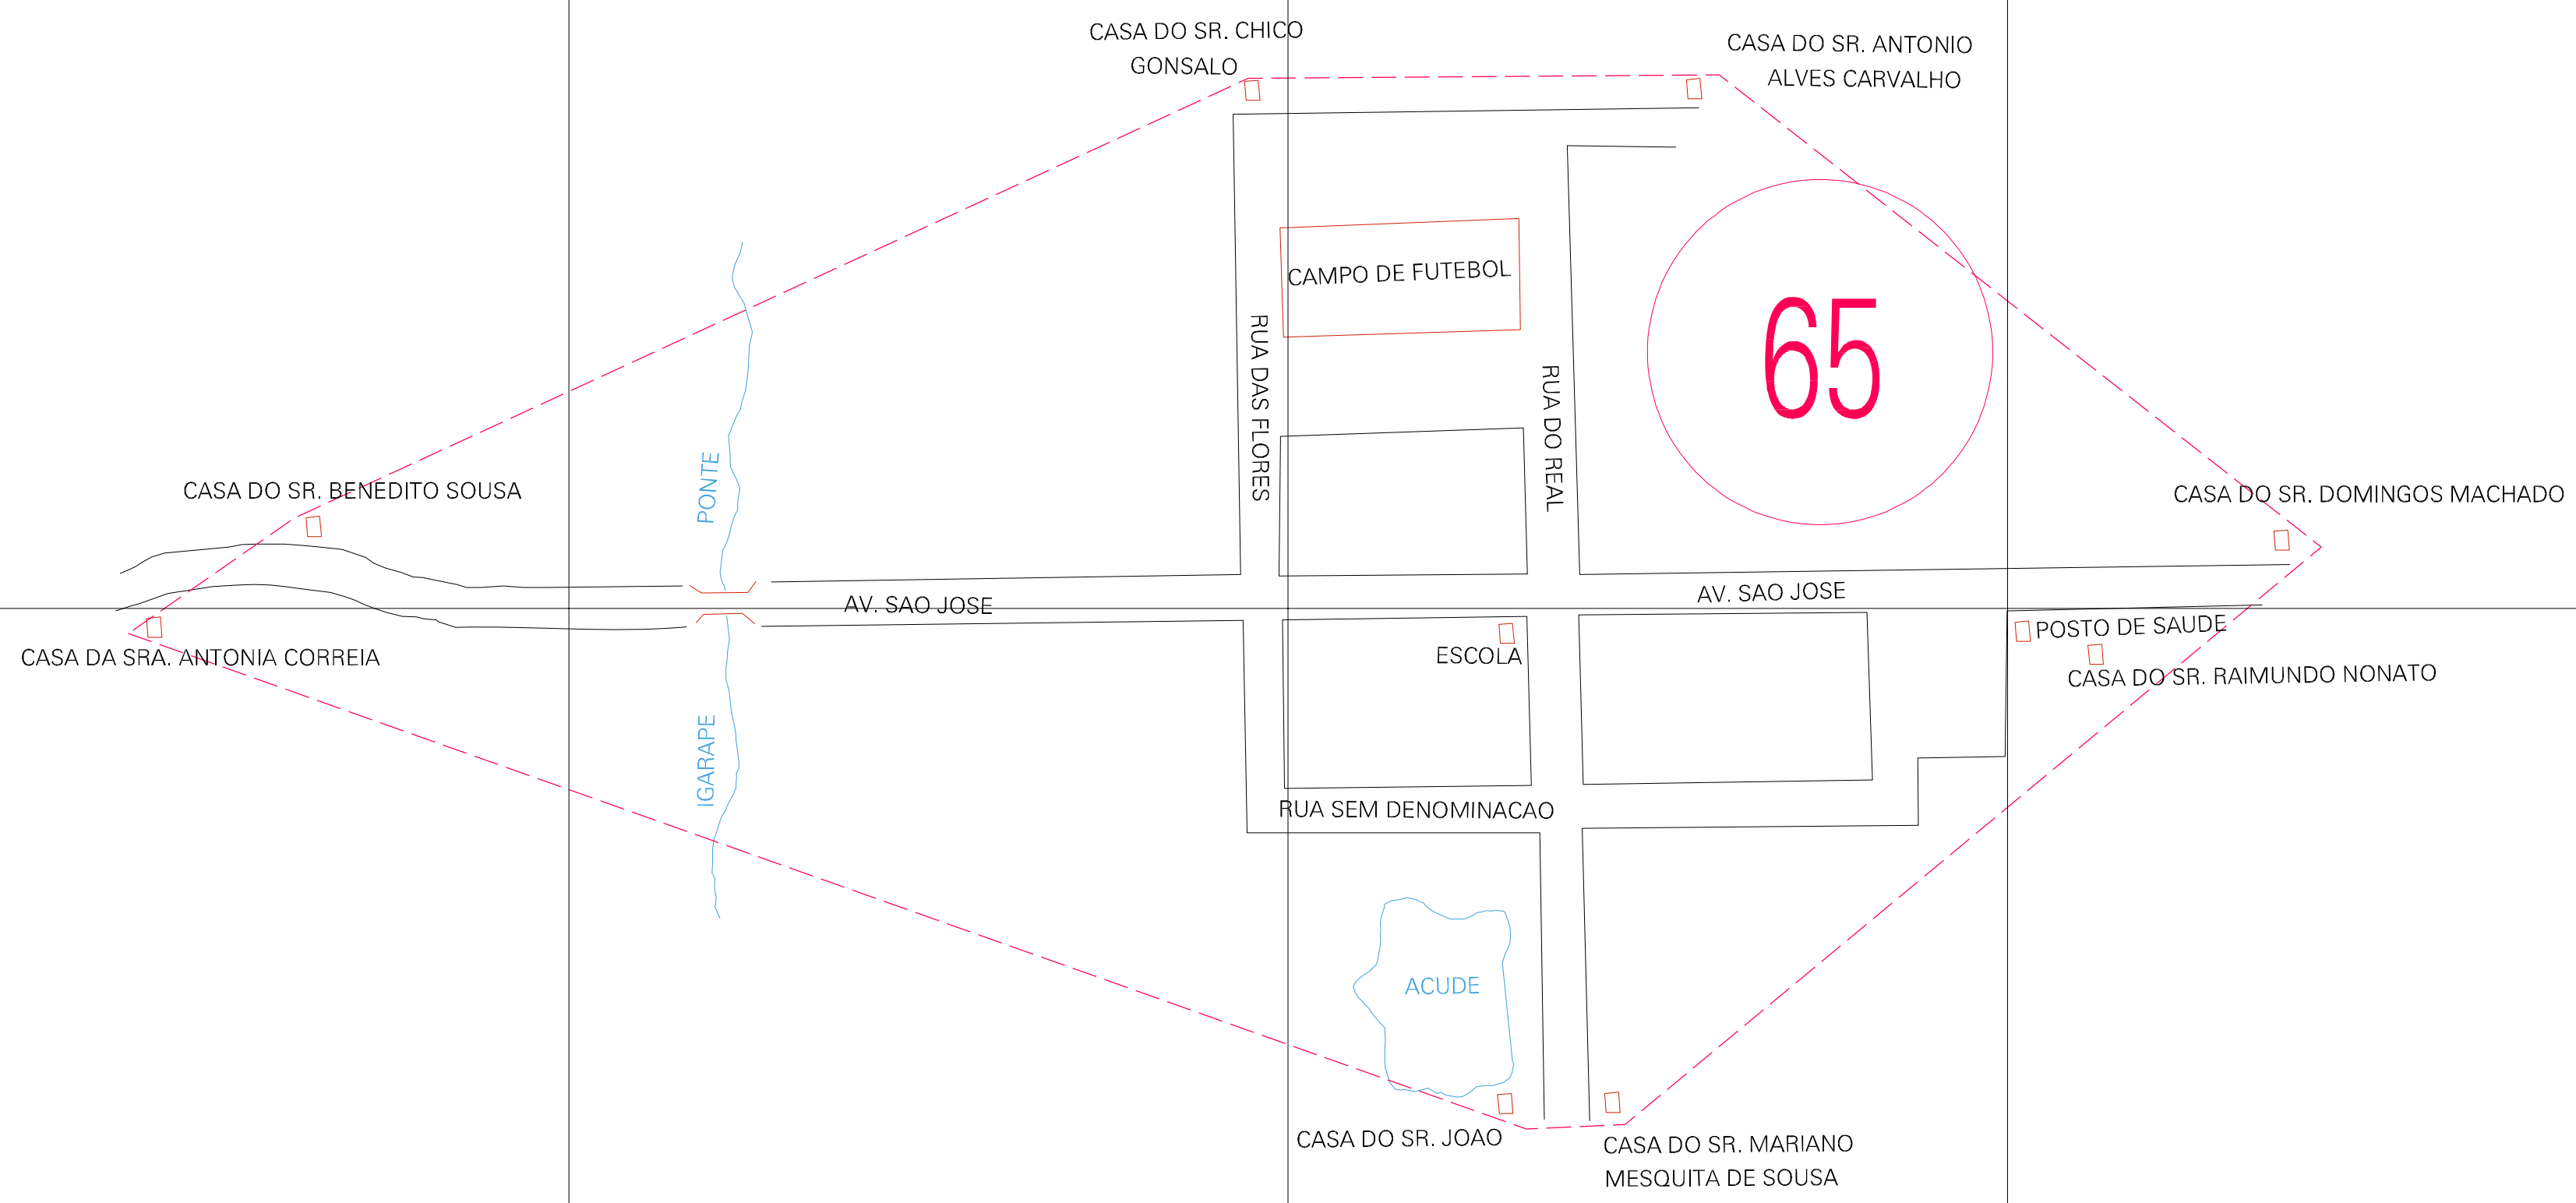 CASA DO SR. CHICO
GONSALO
CASA DO SR. ANTONIO
ALVES CARVALHO
CAMPO DE FUTEBOL
65
RUA DAS FLORES
RUA DO REAL
PONTE
CASA DO SR. BENEDITO SOUSA
CASA DO SR. DOMINGOS MACHADO
AV. SAO JOSE
AV. SAO JOSE
POSTO DE SAUDE
CASA DA SRA. ANTONIA CORREIA
ESCOLA
CASA DO SR. RAIMUNDO NONATO
IGARAPE
RUA SEM DENOMINACAO
ACUDE
CASA DO SR. JOAO
CASA DO SR. MARIANO
MESQUITA DE SOUSA